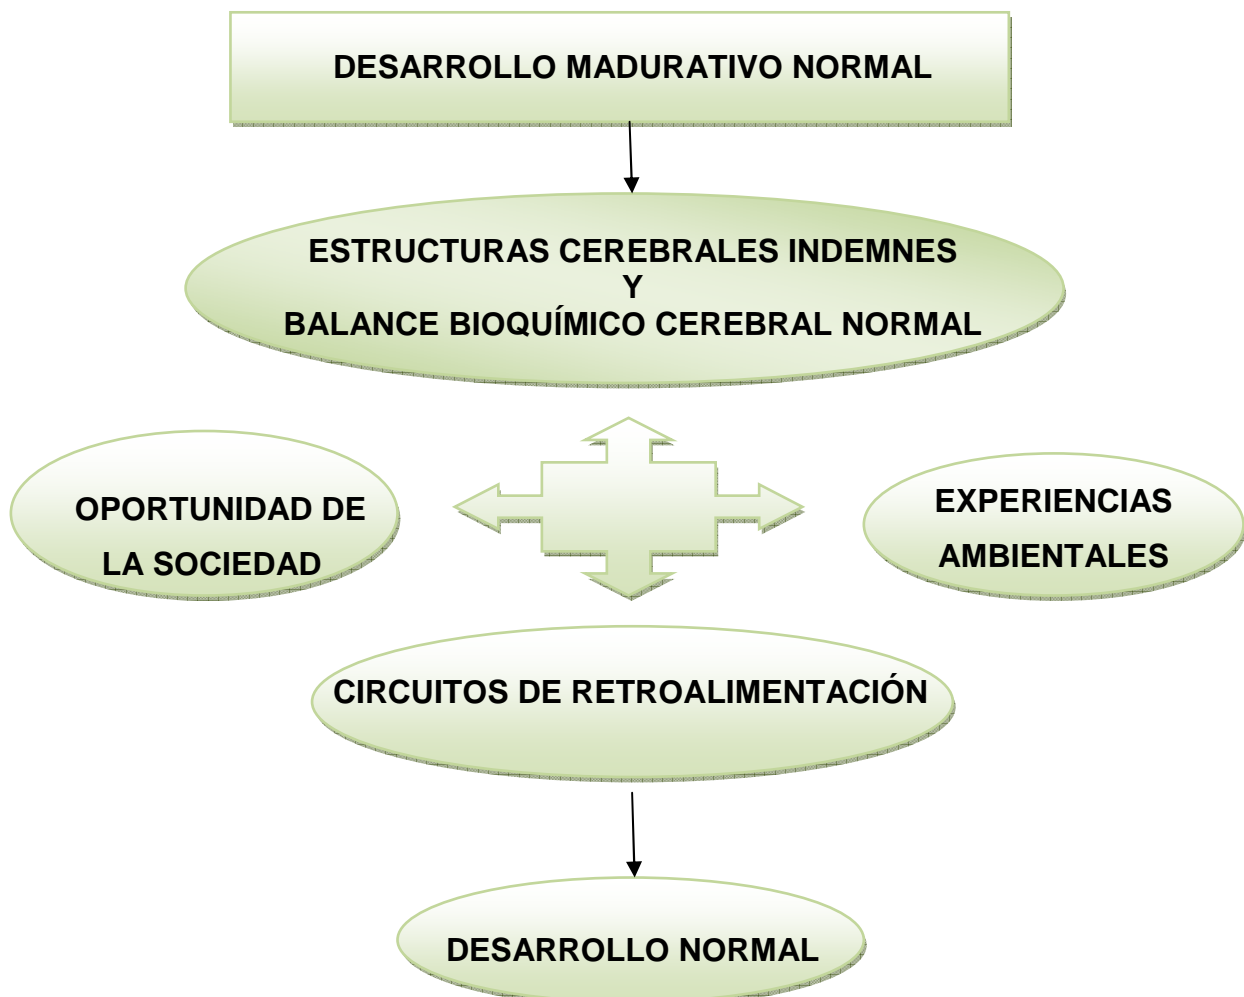 DESARROLLO MADURATIVO NORMAL
ESTRUCTURAS CEREBRALES INDEMNES
Y
BALANCE BIOQUÍMICO CEREBRAL NORMAL
OPORTUNIDAD DE
LA SOCIEDAD
EXPERIENCIAS
AMBIENTALES
CIRCUITOS DE RETROALIMENTACIÓN
DESARROLLO NORMAL